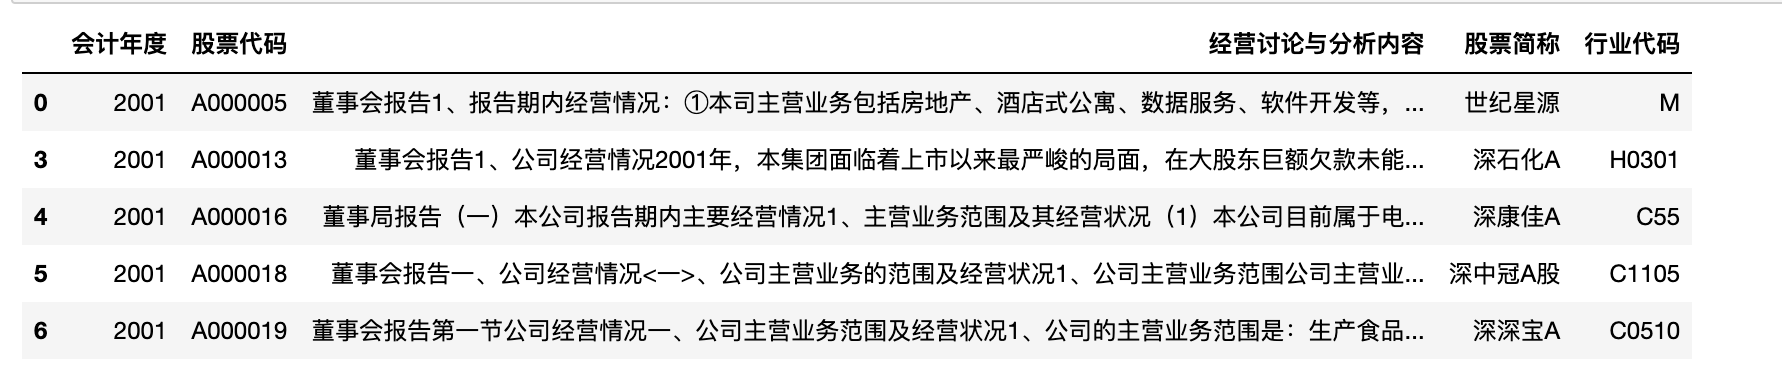 会计年度 股票代码 经营讨论与分析内容 股票简称 行业代码
0 2001 A000005 董事会报告1、报告期内经营情况：①本司主营业务包括房地产、酒店式公寓、数据服务、软件开发等，... 世纪星源 M
3 2001 A000013 董事会报告1、公司经营情况2001年，本集团面临着上市以来最严峻的局面，在大股东巨额欠款未能... 深石化A H0301
4 2001 A000016 董事局报告（一）本公司报告期内主要经营情况1、主营业务范围及其经营状况（1）本公司目前属于电... 深康佳A C55
5 2001 A000018 董事会报告一、公司经营情况<一>、公司主营业务的范围及经营状况1、公司主营业务范围公司主营业... 深中冠A股 C1105
6 2001 A000019 董事会报告第一节公司经营情况一、公司主营业务范围及经营状况1、公司的主营业务范围是：生产食品... 深深宝A C0510